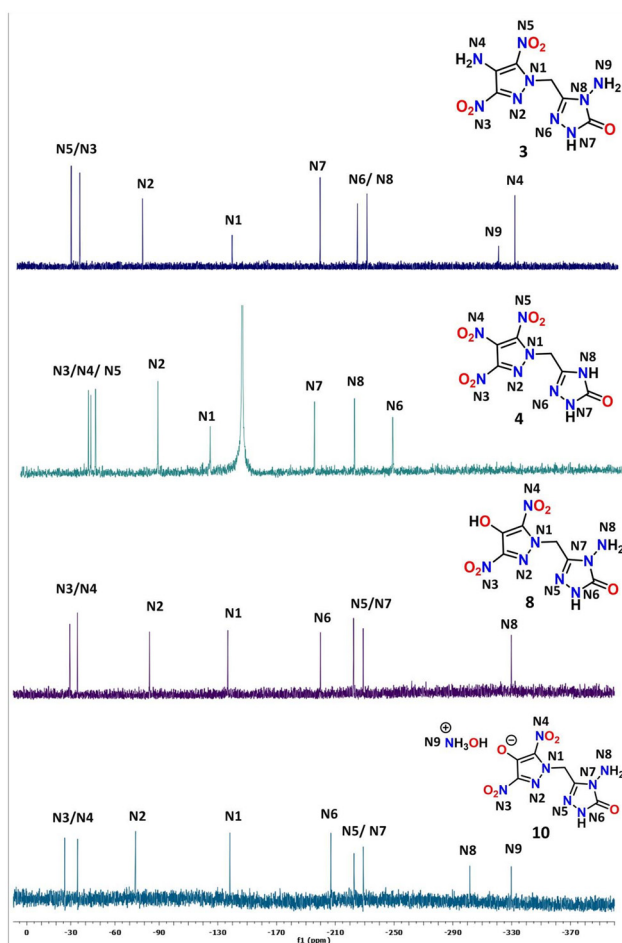 N5
N4
NO₂
H₂N
N1
N9
N
N8
NH₂
N
N
O₂N
N2
N
O
N3
N6
N
H
N7
3
N5/N3
N2
N1
N7
N6/ N8
N9
N4
N5
N4
NO₂
O₂N
N1
N8
N
NH
N
O₂N
N2
N
O
N3
N6
N
H
N7
4
N3/N4/ N5
N2
N1
N7
N8
N6
N4
NO₂
HO
N1
N8
N
N7
NH₂
N
N
O₂N
N2
N
O
N3
N5
N
H
N6
8
N3/N4
N2
N1
N6
N5/N7
N8
⊕
N9 NH₃OH
⊖
O
N4
NO₂
N1
N8
N
N7
NH₂
N
N
O₂N
N2
N
O
N3
N5
N
H
N6
10
N3/N4
N2
N1
N6
N5/ N7
N8
N9
0 -50 -90 -130 -170 -210 -250 -290 -330 -370
f1 (ppm)